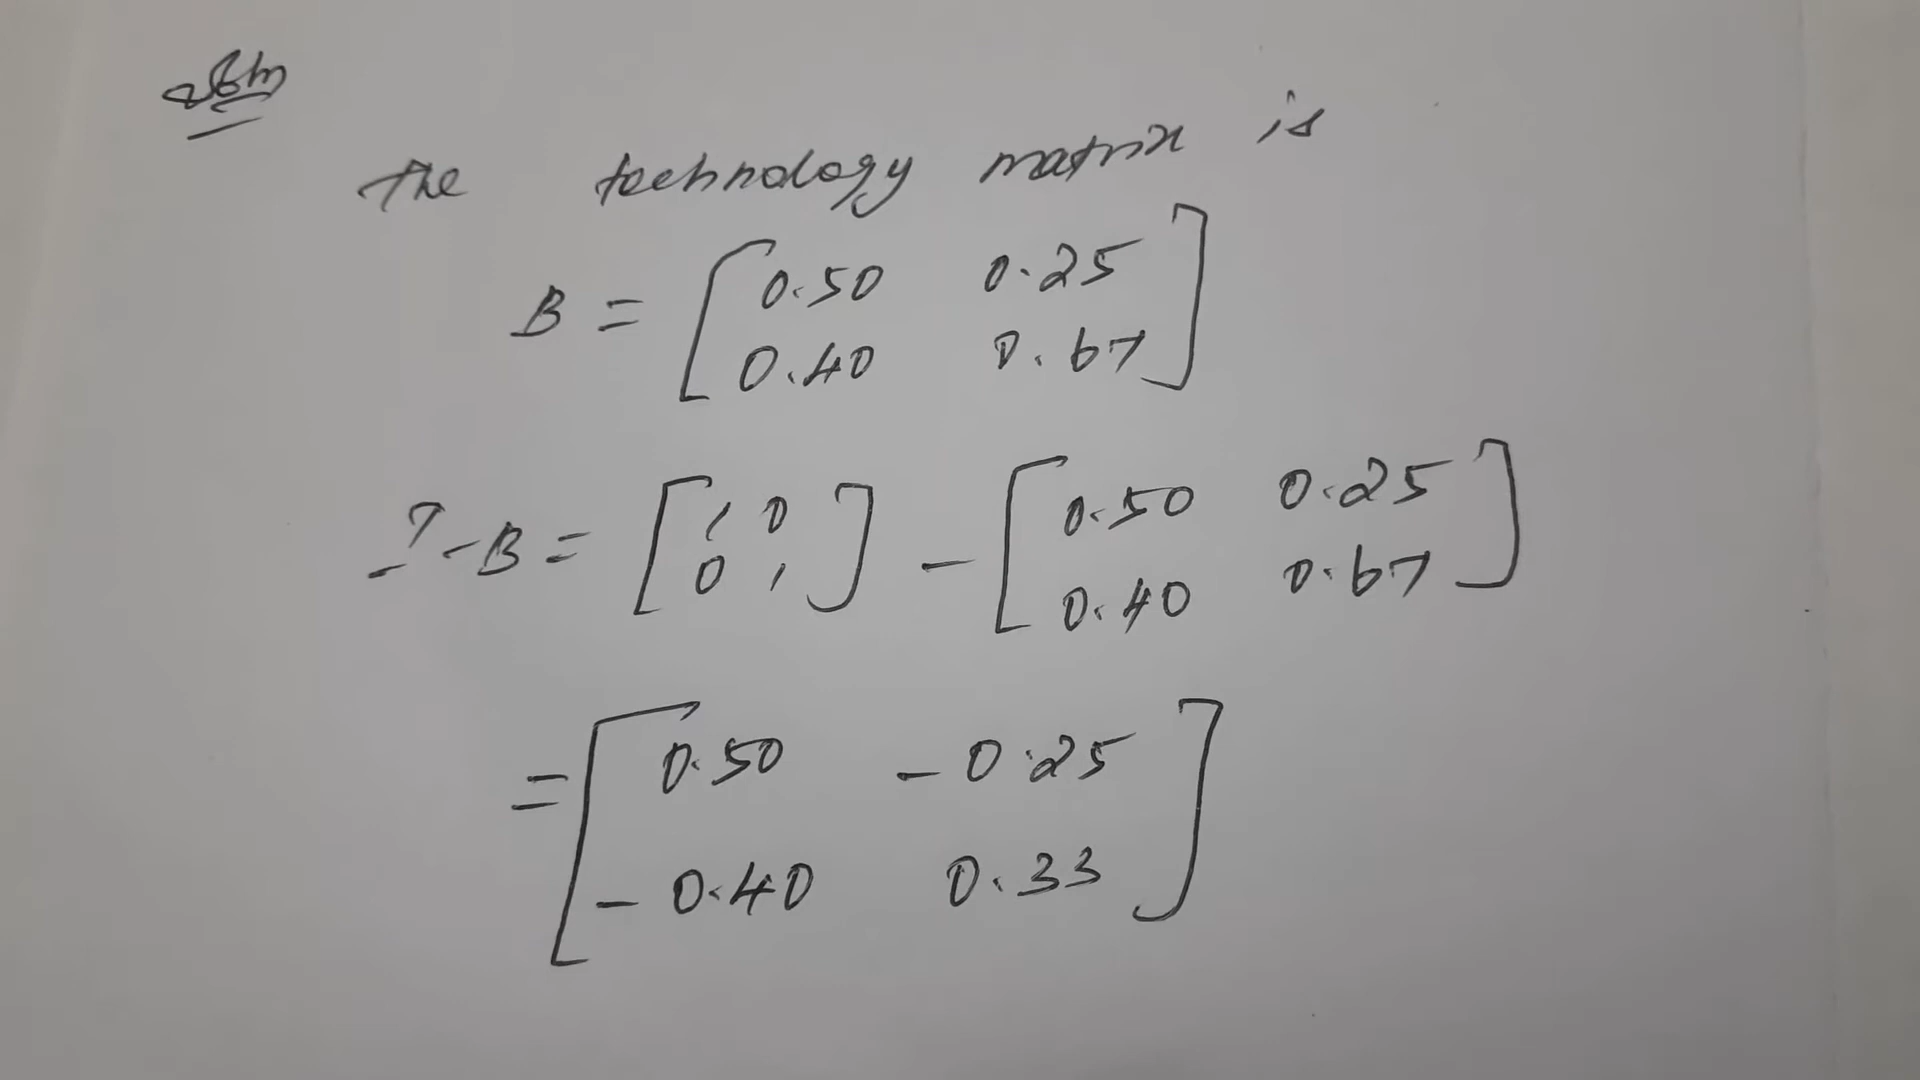 Soln
The technology matrix is
B = [ 0.50 0.25
0.40 0.67 ]
I - B = [ 1 0
0 1 ] - [ 0.50 0.25
0.40 0.67 ]
= [ 0.50 - 0.25
- 0.40 0.33 ]